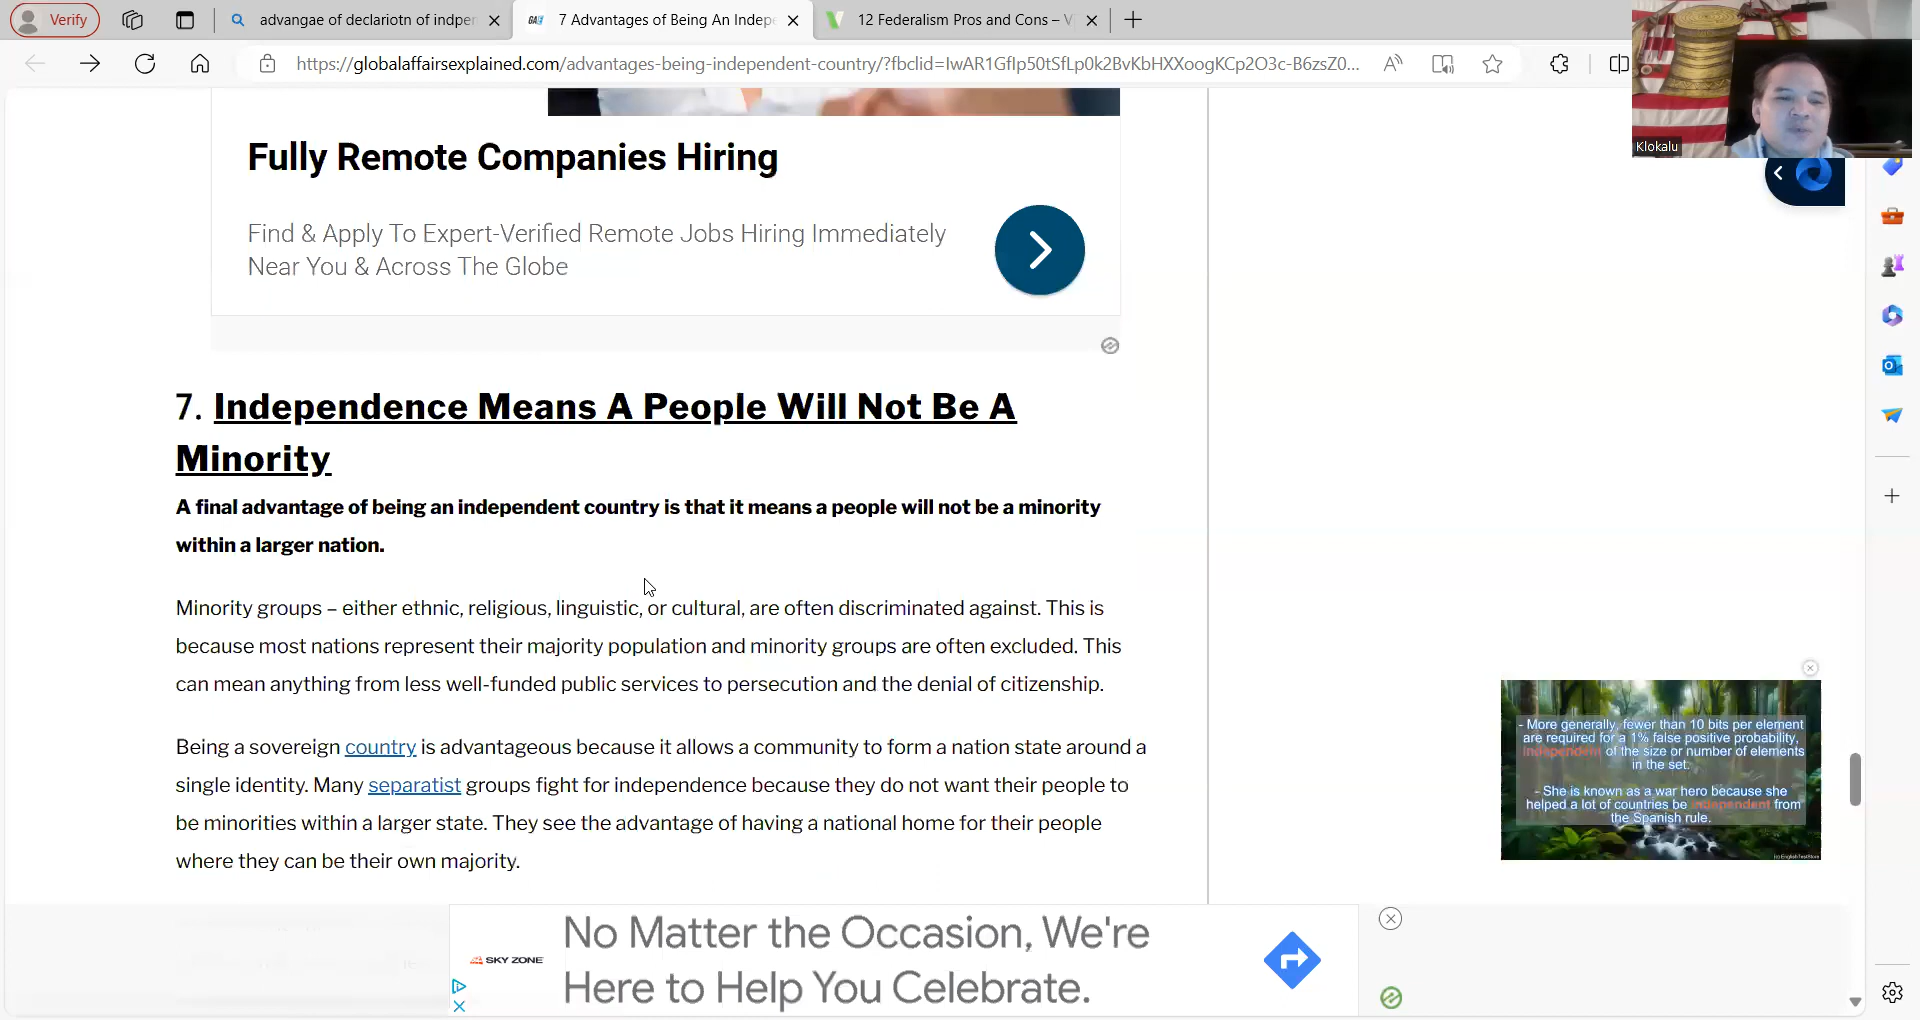 Verify
advangae of declariotn of indpe
7 Advantages of Being An Indepe
12 Federalism Pros and Cons – V
https://globalaffairsexplained.com/advantages-being-independent-country/?fbclid=IwAR1Gflp50tSfLp0k2BvKbHXXoogKCp2O3c-B6zsZ0...
Klokalu
Fully Remote Companies Hiring
Find & Apply To Expert-Verified Remote Jobs Hiring Immediately
Near You & Across The Globe
7. Independence Means A People Will Not Be A
Minority
A final advantage of being an independent country is that it means a people will not be a minority
within a larger nation.
Minority groups – either ethnic, religious, linguistic, or cultural, are often discriminated against. This is
because most nations represent their majority population and minority groups are often excluded. This
can mean anything from less well-funded public services to persecution and the denial of citizenship.
Being a sovereign country is advantageous because it allows a community to form a nation state around a
single identity. Many separatist groups fight for independence because they do not want their people to
be minorities within a larger state. They see the advantage of having a national home for their people
where they can be their own majority.
- More generally, fewer than 10 bits per element
are required for a 1% false positive probability,
independent of the size or number of elements
in the set.
- She is known as a war hero because she
helped a lot of countries be independent from
the Spanish rule.
(c) EnglishTestStore
SKY ZONE
No Matter the Occasion, We're
Here to Help You Celebrate.